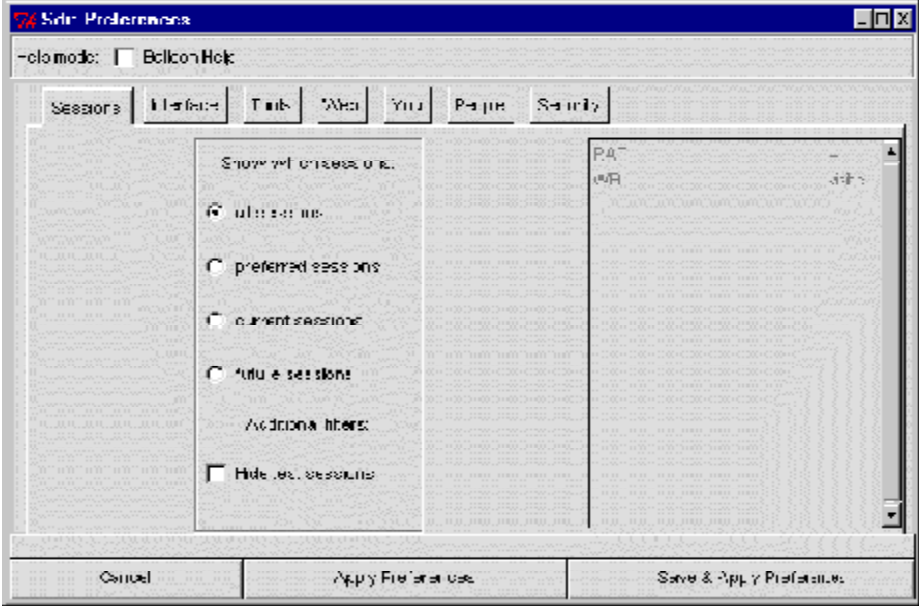 Sdr Preferences
Help mode: Balloon Help
Sessions Interface Tools Web You People Security
Show which sessions:
all sessions
preferred sessions
current sessions
future sessions
Additional filters:
Hide test sessions
Cancel Apply Preferences Save & Apply Preferences